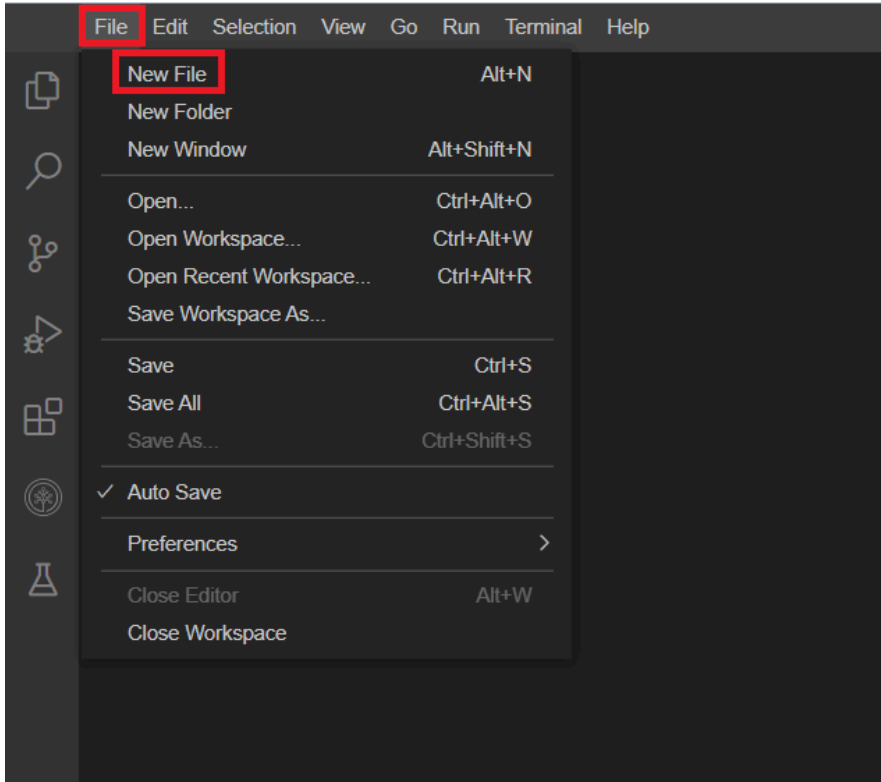 File Edit Selection View Go Run Terminal Help
New File Alt+N
New Folder
New Window Alt+Shift+N
Open... Ctrl+Alt+O
Open Workspace... Ctrl+Alt+W
Open Recent Workspace... Ctrl+Alt+R
Save Workspace As...
Save Ctrl+S
Save All Ctrl+Alt+S
Save As... Ctrl+Shift+S
Auto Save
Preferences
Close Editor Alt+W
Close Workspace